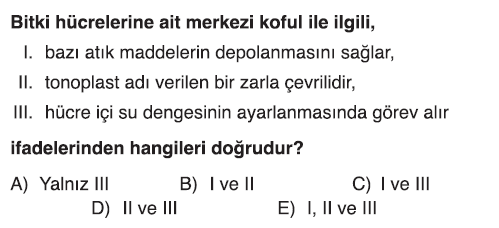 Bitki hücrelerine ait merkezi koful ile ilgili,
I. bazı atık maddelerin depolanmasını sağlar,
II. tonoplast adı verilen bir zarla çevrilidir,
III. hücre içi su dengesinin ayarlanmasında görev alır
ifadelerinden hangileri doğrudur?
A) Yalnız III B) I ve II C) I ve III
D) II ve III E) I, II ve III